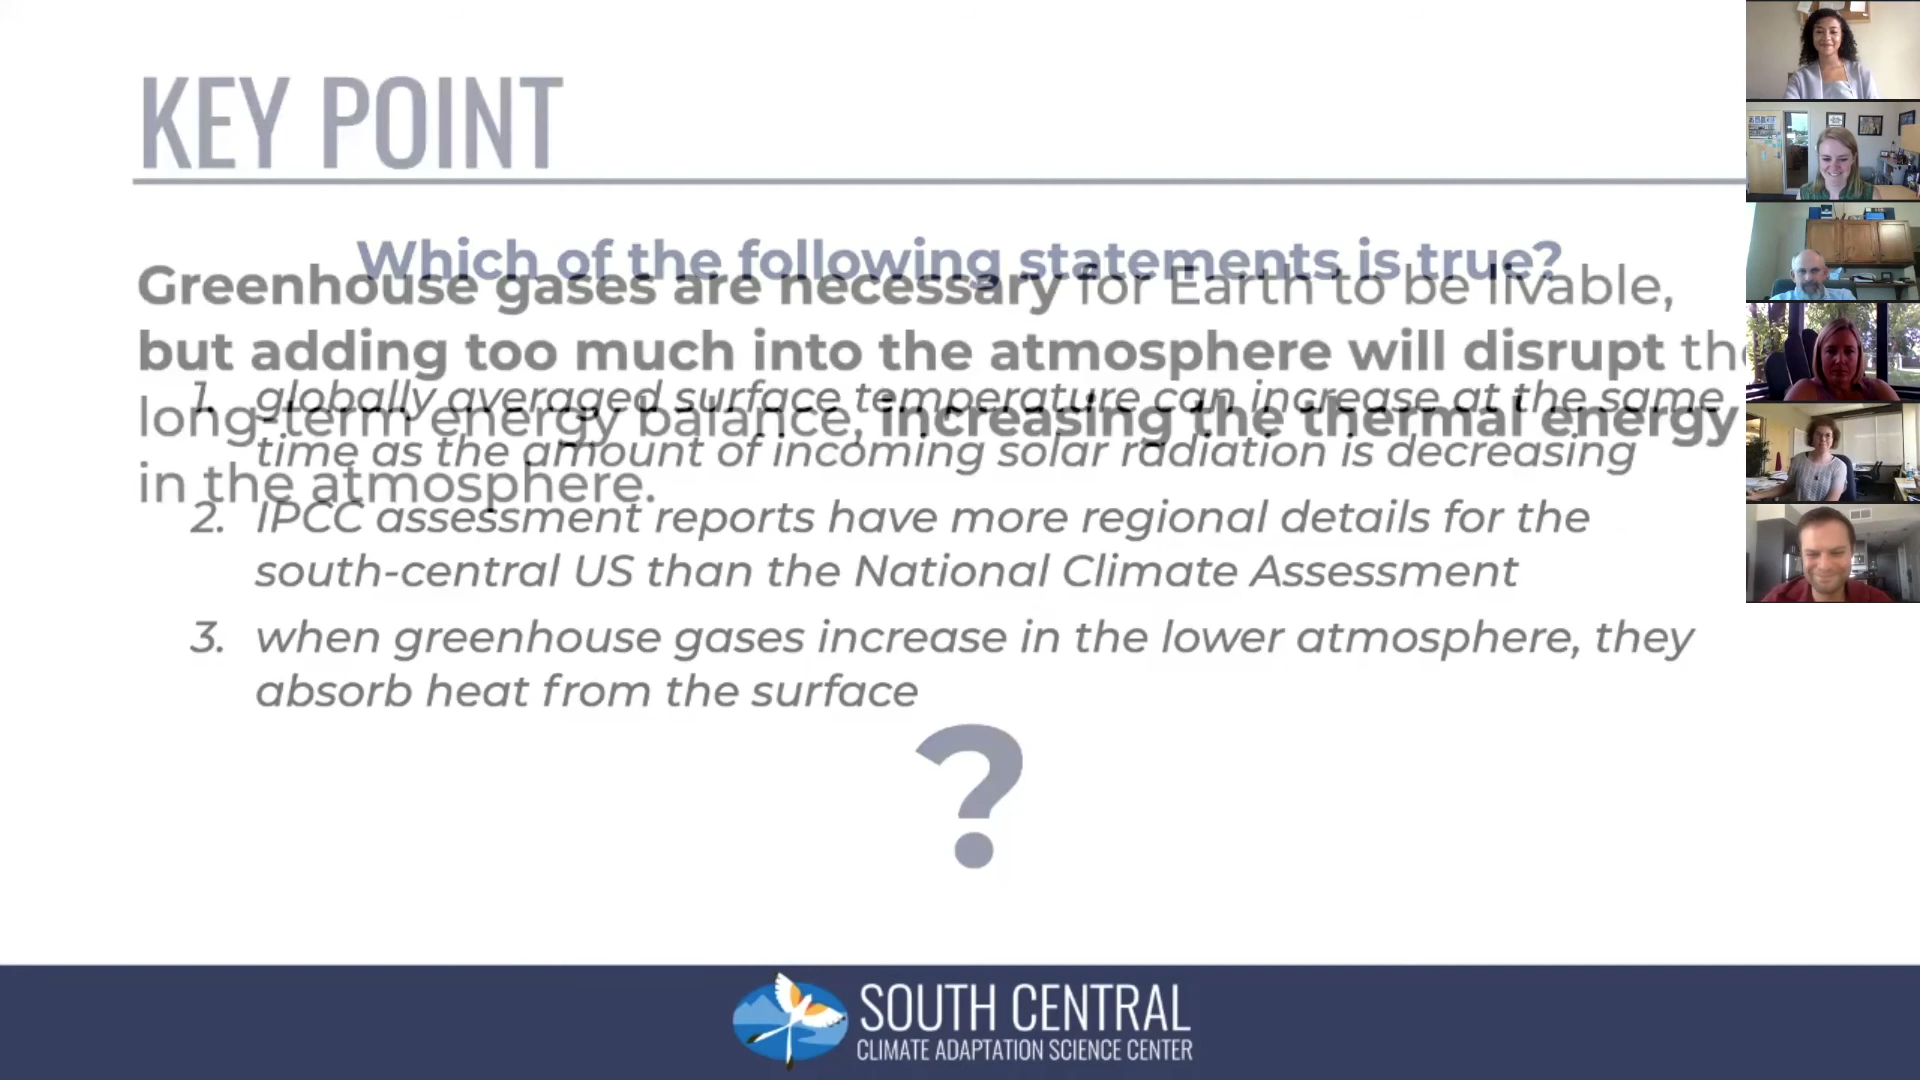 KEY POINT
Which of the following statements is true?
Greenhouse gases are necessary for Earth to be livable,
but adding too much into the atmosphere will disrupt the
long-term energy balance, increasing the thermal energy
in the atmosphere.
1. globally averaged surface temperature can increase at the same
time as the amount of incoming solar radiation is decreasing
2. IPCC assessment reports have more regional details for the
south-central US than the National Climate Assessment
3. when greenhouse gases increase in the lower atmosphere, they
absorb heat from the surface
?
SOUTH CENTRAL
CLIMATE ADAPTATION SCIENCE CENTER